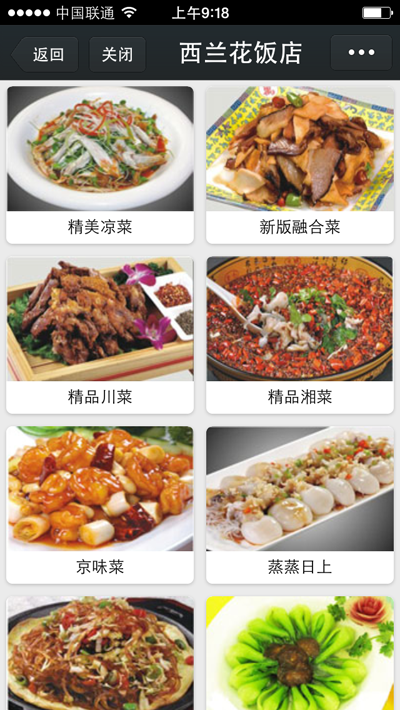 中国联通 上午9:18
返回 关闭 西兰花饭店 •••
精美凉菜 新版融合菜
精品川菜 精品湘菜
京味菜 蒸蒸日上